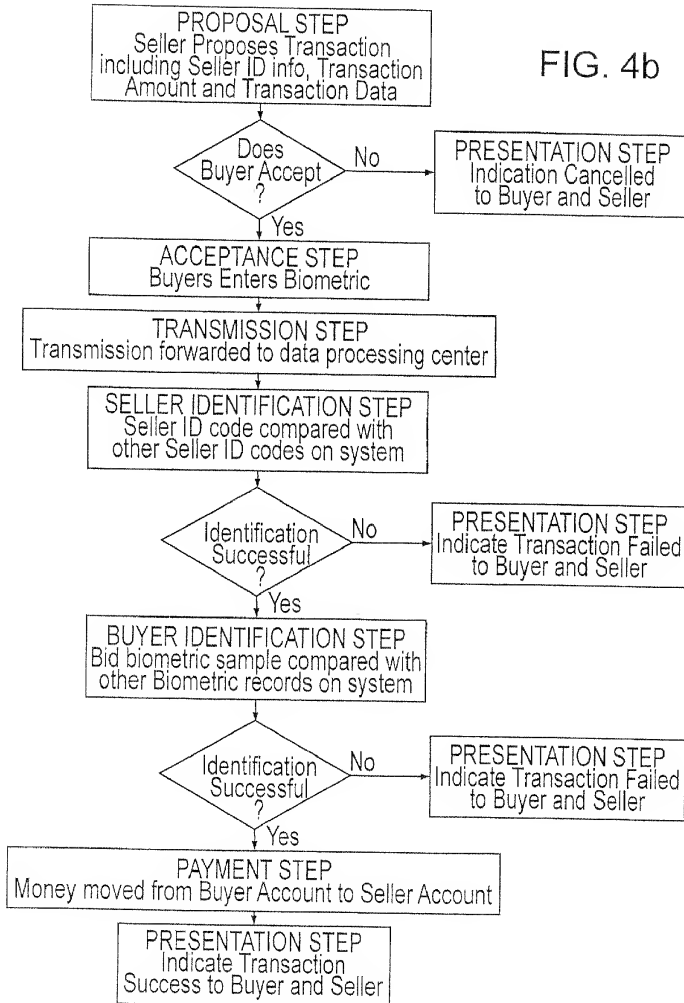 PROPOSAL STEP
Seller Proposes Transaction
including Seller ID info, Transaction
Amount and Transaction Data
FIG. 4b
Does
Buyer Accept
?
No
PRESENTATION STEP
Indication Cancelled
to Buyer and Seller
Yes
ACCEPTANCE STEP
Buyers Enters Biometric
TRANSMISSION STEP
Transmission forwarded to data processing center
SELLER IDENTIFICATION STEP
Seller ID code compared with
other Seller ID codes on system
Identification
Successful
?
No
PRESENTATION STEP
Indicate Transaction Failed
to Buyer and Seller
Yes
BUYER IDENTIFICATION STEP
Bid biometric sample compared with
other Biometric records on system
Identification
Successful
?
No
PRESENTATION STEP
Indicate Transaction Failed
to Buyer and Seller
Yes
PAYMENT STEP
Money moved from Buyer Account to Seller Account
PRESENTATION STEP
Indicate Transaction
Success to Buyer and Seller